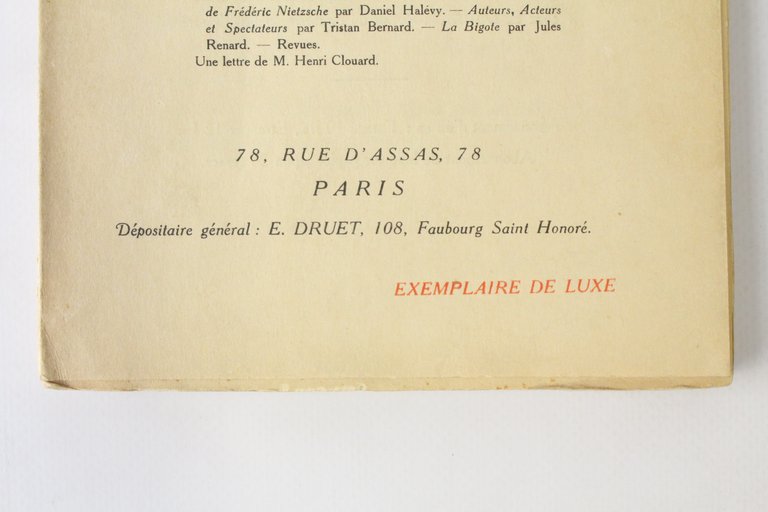 de Frédéric Nietzsche par Daniel Halévy. — Auteurs, Acteurs
et Spectateurs par Tristan Bernard. — La Bigote par Jules
Renard. — Revues.
Une lettre de M. Henri Clouard.
78, RUE D'ASSAS, 78
PARIS
Dépositaire général : E. DRUET, 108, Faubourg Saint Honoré.
EXEMPLAIRE DE LUXE